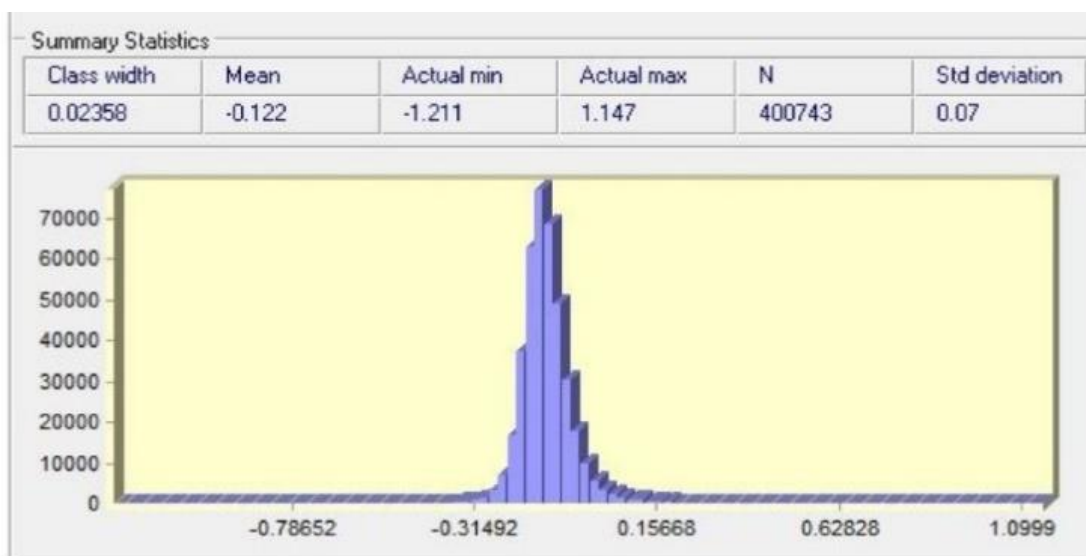 Summary Statistics
Class width Mean Actual min Actual max N Std deviation
0.02358 -0.122 -1.211 1.147 400743 0.07
70000
60000
50000
40000
30000
20000
10000
0
-0.78652 -0.31492 0.15668 0.62828 1.0999